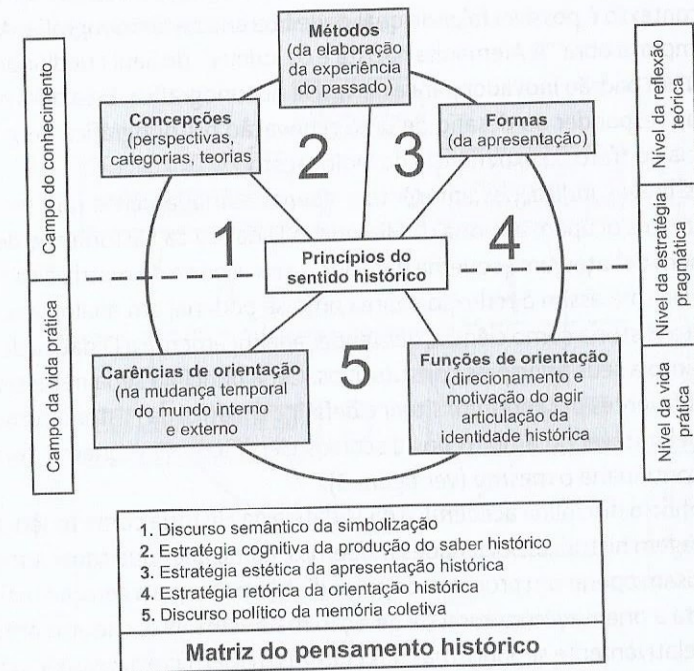 Métodos
(da elaboração
da experiência
do passado)
Concepções
(perspectivas,
categorias, teorias
Formas
(da apresentação)
2
3
1
4
Princípios do
sentido histórico
5
Carências de orientação
(na mudança temporal
do mundo interno
e externo
Funções de orientação
(direcionamento e
motivação do agir
articulação da
identidade histórica
Campo do conhecimento
Campo da vida prática
Nível da reflexão
teórica
Nível da estratégia
pragmática
Nível da vida
prática
1. Discurso semântico da simbolização
2. Estratégia cognitiva da produção do saber histórico
3. Estratégia estética da apresentação histórica
4. Estratégia retórica da orientação histórica
5. Discurso político da memória coletiva
Matriz do pensamento histórico